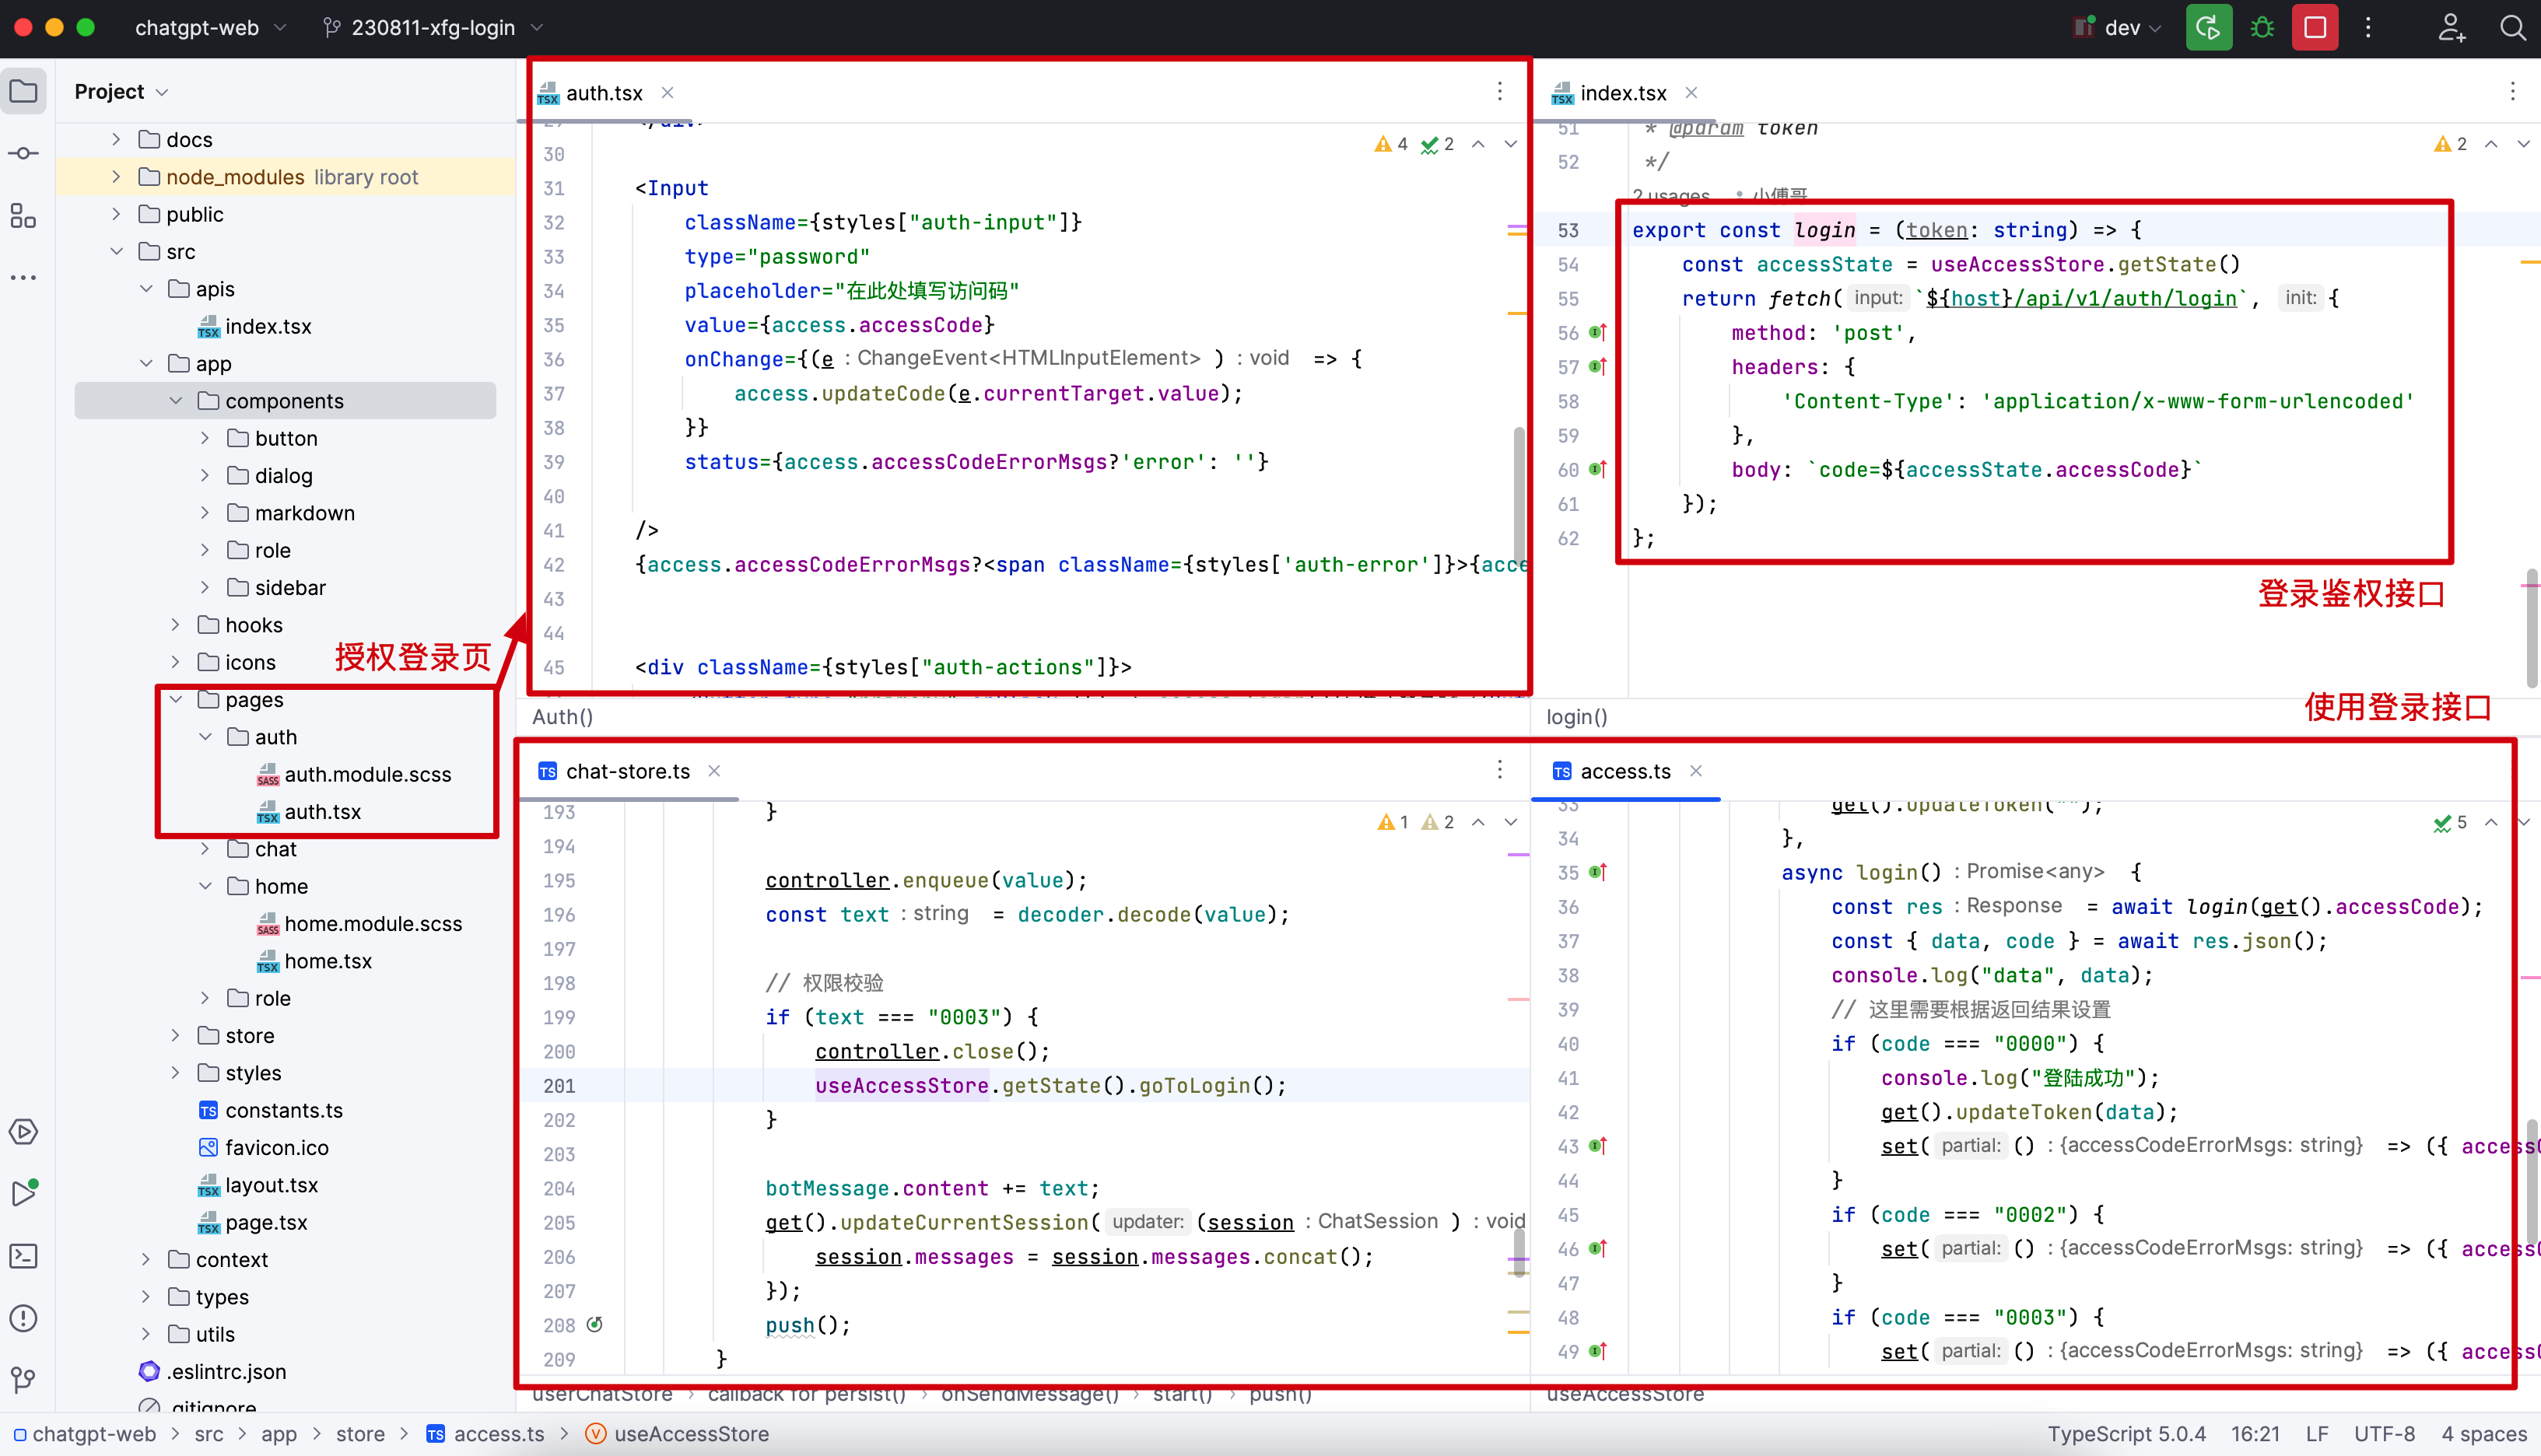 chatgpt-web
230811-xfg-login
dev
Project
docs
node_modules library root
public
src
apis
index.tsx
app
components
button
dialog
markdown
role
sidebar
hooks
icons
授权登录页
pages
auth
auth.module.scss
auth.tsx
chat
home
home.module.scss
home.tsx
role
store
styles
constants.ts
favicon.ico
layout.tsx
page.tsx
context
types
utils
.eslintrc.json
.gitignore
auth.tsx
4 2
29 </div>
30
31 <Input
32 className={styles["auth-input"]}
33 type="password"
34 placeholder="在此处填写访问码"
35 value={access.accessCode}
36 onChange={(e : ChangeEvent<HTMLInputElement> ) : void => {
37 access.updateCode(e.currentTarget.value);
38 }}
39 status={access.accessCodeErrorMsgs?'error': ''}
40
41 />
42 {access.accessCodeErrorMsgs?<span className={styles['auth-error']}>{acce
43
44
45 <div className={styles["auth-actions"]}>
Auth()
index.tsx
2
51 * @param token
52 */
2 usages 小傅哥
53 export const login = (token: string) => {
54 const accessState = useAccessStore.getState()
55 return fetch( input: `${host}/api/v1/auth/login`, init: {
56 method: 'post',
57 headers: {
58 'Content-Type': 'application/x-www-form-urlencoded'
59 },
60 body: `code=${accessState.accessCode}`
61 });
62 };
登录鉴权接口
login()
使用登录接口
chat-store.ts
1 2
193 }
194
195 controller.enqueue(value);
196 const text : string = decoder.decode(value);
197
198 // 权限校验
199 if (text === "0003") {
200 controller.close();
201 useAccessStore.getState().goToLogin();
202 }
203
204 botMessage.content += text;
205 get().updateCurrentSession( updater: (session : ChatSession ) : void
206 session.messages = session.messages.concat();
207 });
208 push();
209 }
userChatStore › callback for persist() › onSendMessage() › start() › push()
access.ts
5
33 get().updateToken("");
34 },
35 async login() : Promise<any> {
36 const res : Response = await login(get().accessCode);
37 const { data, code } = await res.json();
38 console.log("data", data);
39 // 这里需要根据返回结果设置
40 if (code === "0000") {
41 console.log("登陆成功");
42 get().updateToken(data);
43 set( partial: () : {accessCodeErrorMsgs: string} => ({ accessC
44 }
45 if (code === "0002") {
46 set( partial: () : {accessCodeErrorMsgs: string} => ({ accessC
47 }
48 if (code === "0003") {
49 set( partial: () : {accessCodeErrorMsgs: string} => ({ accessC
useAccessStore
chatgpt-web › src › app › store › access.ts › useAccessStore
TypeScript 5.0.4 16:21 LF UTF-8 4 spaces